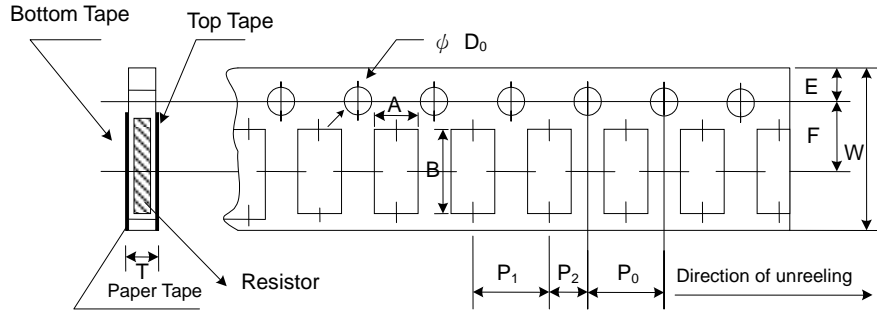 Bottom Tape
Top Tape
ϕ D₀
E
A
F
W
B
T
Paper Tape
Resistor
P₁
P₂
P₀
Direction of unreeling